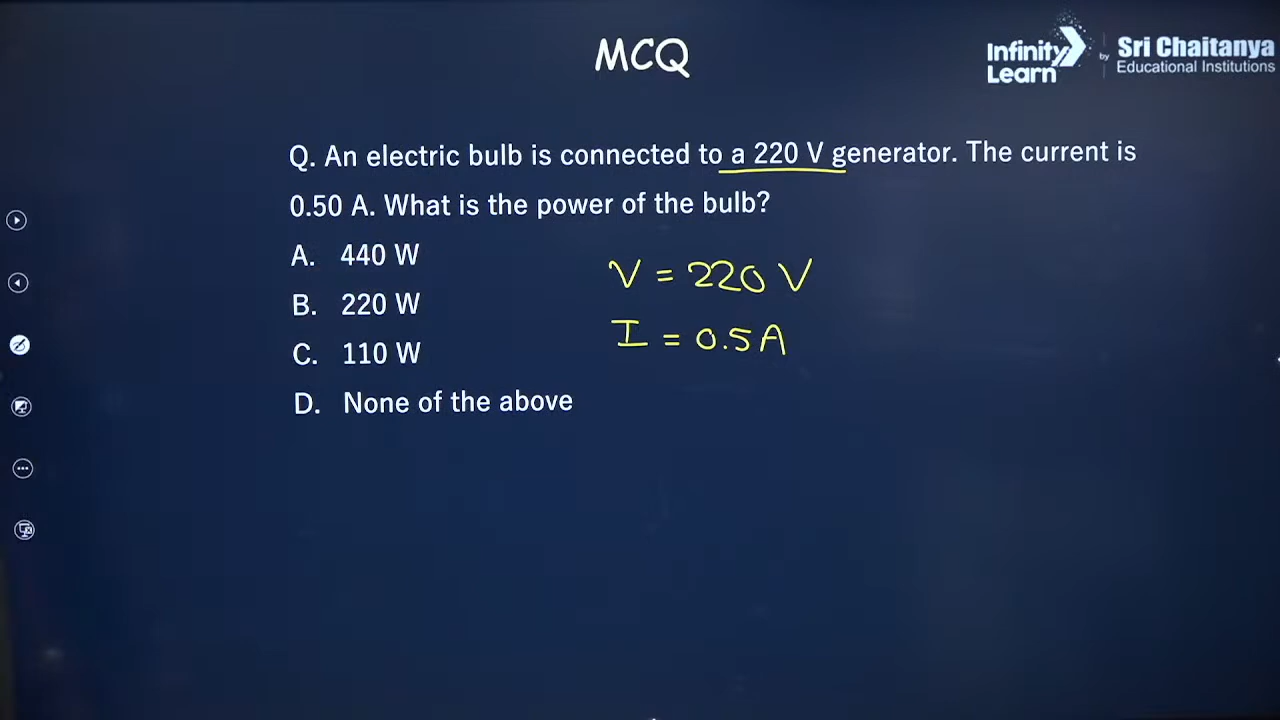 MCQ
Infinity Learn by Sri Chaitanya Educational Institutions
Q. An electric bulb is connected to a 220 V generator. The current is
0.50 A. What is the power of the bulb?
A. 440 W
B. 220 W
C. 110 W
D. None of the above
V = 220 V
I = 0.5 A